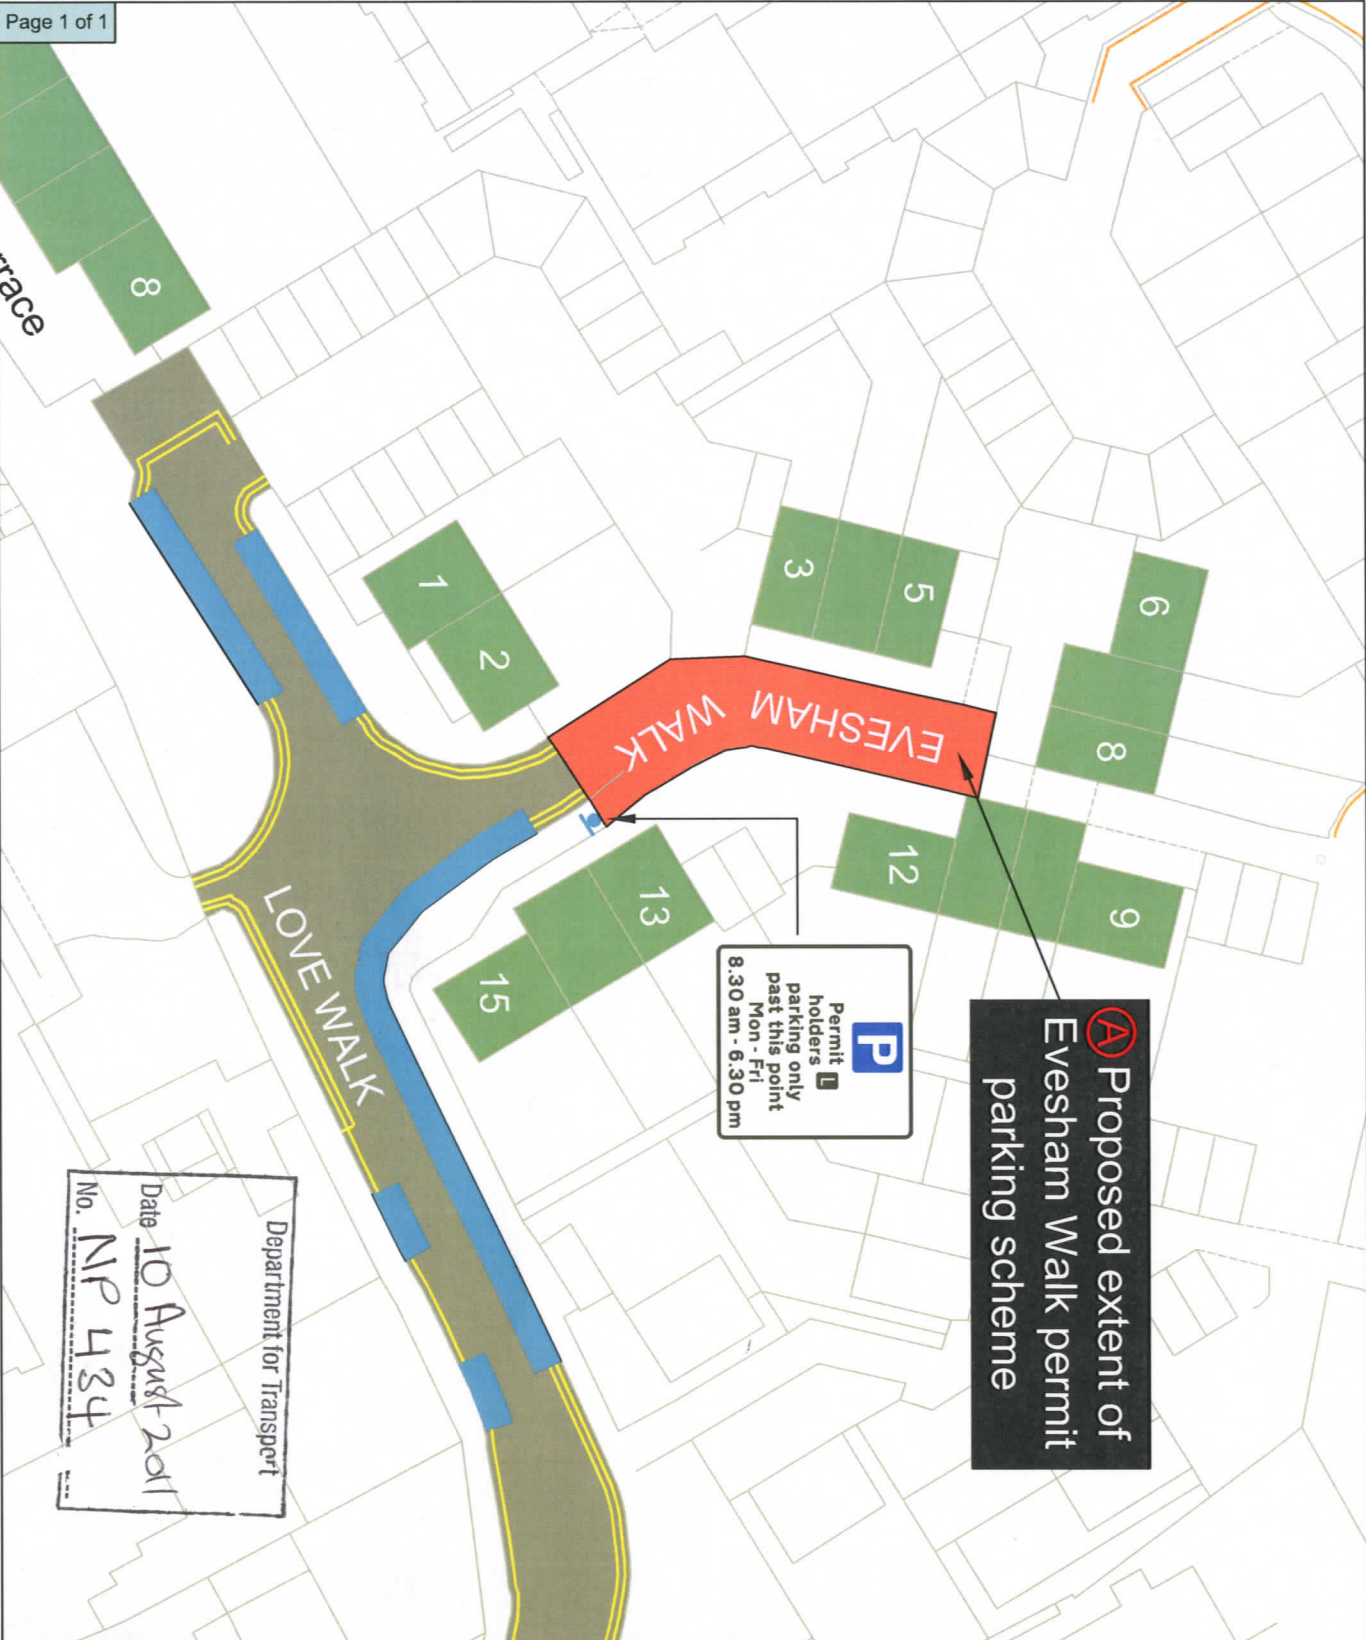 Page 1 of 1
rrace
8
1
2
3
5
6
8
9
12
13
15
EVESHAM
WALK
LOVE WALK
P
Permit
holders L
parking only
past this point
Mon - Fri
8.30 am - 6.30 pm
A Proposed extent of
Evesham Walk permit
parking scheme
Department for Transport
Date 10 August 2011
No. NP 434